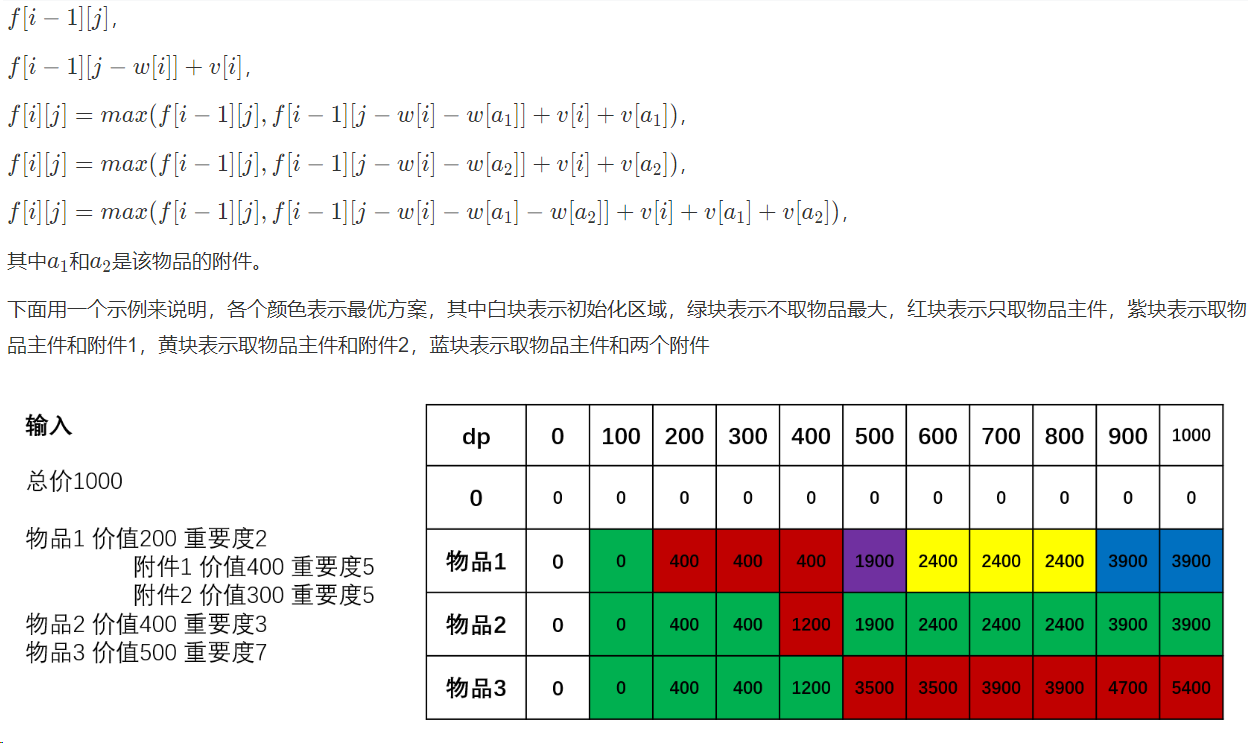 f[i − 1][j],
f[i − 1][j − w[i]] + v[i],
f[i][j] = max(f[i − 1][j], f[i − 1][j − w[i] − w[a₁]] + v[i] + v[a₁]),
f[i][j] = max(f[i − 1][j], f[i − 1][j − w[i] − w[a₂]] + v[i] + v[a₂]),
f[i][j] = max(f[i − 1][j], f[i − 1][j − w[i] − w[a₁] − w[a₂]] + v[i] + v[a₁] + v[a₂]),
其中a₁和a₂是该物品的附件。
下面用一个示例来说明，各个颜色表示最优方案，其中白块表示初始化区域，绿块表示不取物品最大，红块表示只取物品主件，紫块表示取物
品主件和附件1，黄块表示取物品主件和附件2，蓝块表示取物品主件和两个附件
输入
总价1000
物品1 价值200 重要度2
附件1 价值400 重要度5
附件2 价值300 重要度5
物品2 价值400 重要度3
物品3 价值500 重要度7
dp 0 100 200 300 400 500 600 700 800 900 1000
0 0 0 0 0 0 0 0 0 0 0 0
物品1 0 0 400 400 400 1900 2400 2400 2400 3900 3900
物品2 0 0 400 400 1200 1900 2400 2400 2400 3900 3900
物品3 0 0 400 400 1200 3500 3500 3900 3900 4700 5400